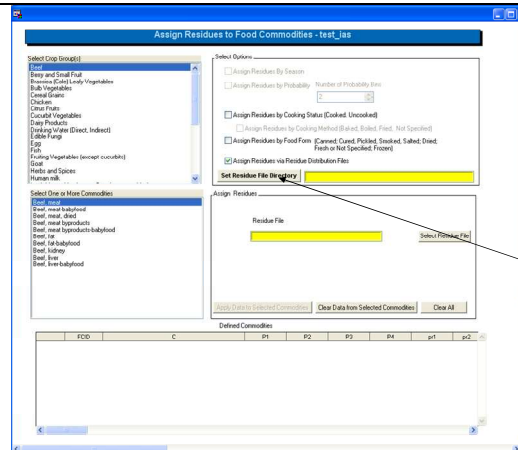 Assign Residues to Food Commodities - test_ias
Select Crop Group(s)
Beef
Berry and Small Fruit
Brassica (Cole) Leafy Vegetables
Bulb Vegetables
Cereal Grains
Chicken
Citrus Fruits
Cucurbit Vegetables
Dairy Products
Drinking Water (Direct, Indirect)
Edible Fungi
Egg
Fish
Fruiting Vegetables (except cucurbits)
Goat
Herbs and Spices
Human milk
Select Options
Assign Residues By Season
Assign Residues by Probability
Number of Probability bins
2
Assign Residues by Cooking Status (Cooked, Uncooked)
Assign Residues by Cooking Method (Baked, Boiled, Fried, Not Specified)
Assign Residues by Food Form (Canned; Cured, Pickled, Smoked, Salted; Dried;
Fresh or Not Specified; Frozen)
Assign Residues via Residue Distribution Files
Set Residue File Directory
Select One or More Commodities
Beef, meat
Beef, meat-babyfood
Beef, meat, dried
Beef, meat byproducts
Beef, meat byproducts-babyfood
Beef, fat
Beef, fat-babyfood
Beef, kidney
Beef, liver
Beef, liver-babyfood
Assign Residues
Residue File
Select Residue File
Apply Data to Selected Commodities
Clear Data from Selected Commodities
Clear All
Defined Commodities
FCID C P1 P2 P3 P4 pr1 pr2